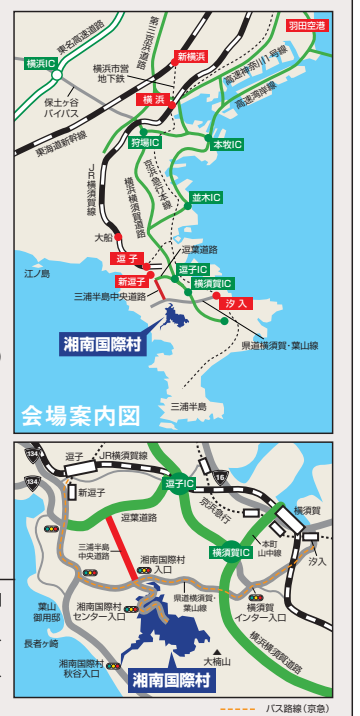 羽田空港
東名高速道路
第三京浜道路
新横浜
横浜IC
横浜市営
地下鉄
高速神奈川1号線
高速湾岸線
保土ヶ谷
バイパス
横浜
東海道新幹線
狩場IC
本牧IC
JR横須賀線
京浜急行本線
横浜横須賀道路
並木IC
大船
逗葉道路
江ノ島
逗子
逗子IC
新逗子
横須賀IC
三浦半島中央道路
汐入
湘南国際村
県道横須賀・葉山線
三浦半島
会場案内図
134
逗子
JR横須賀線
134
逗子IC
16
新逗子
京浜急行
横須賀
逗葉道路
本町
山中線
三浦半島
中央道路
湘南国際村
入口
横須賀IC
汐入
葉山
御用邸
湘南国際村
センター入口
県道横須賀・
葉山線
横須賀
インター入口
長者ヶ崎
湘南国際村
秋谷入口
大楠山
横浜横須賀道路
湘南国際村
バス路線(京急)